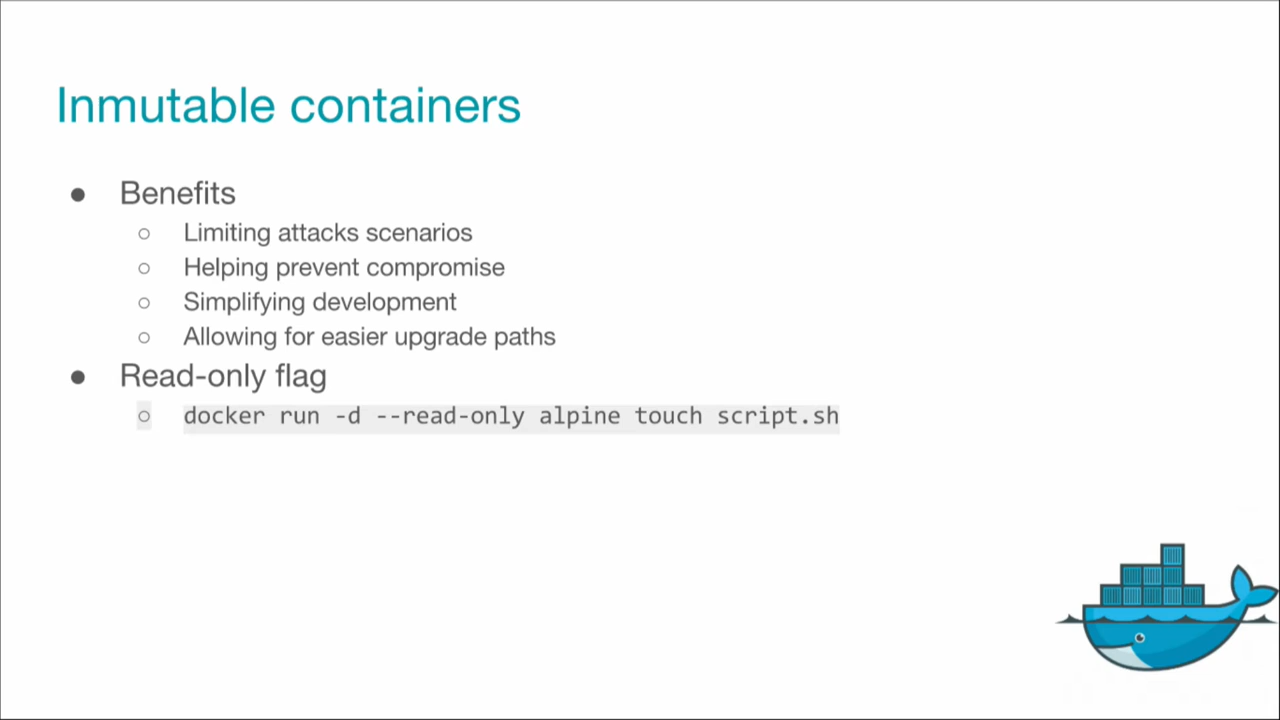 Inmutable containers
● Benefits
○ Limiting attacks scenarios
○ Helping prevent compromise
○ Simplifying development
○ Allowing for easier upgrade paths
● Read-only flag
○ docker run -d --read-only alpine touch script.sh